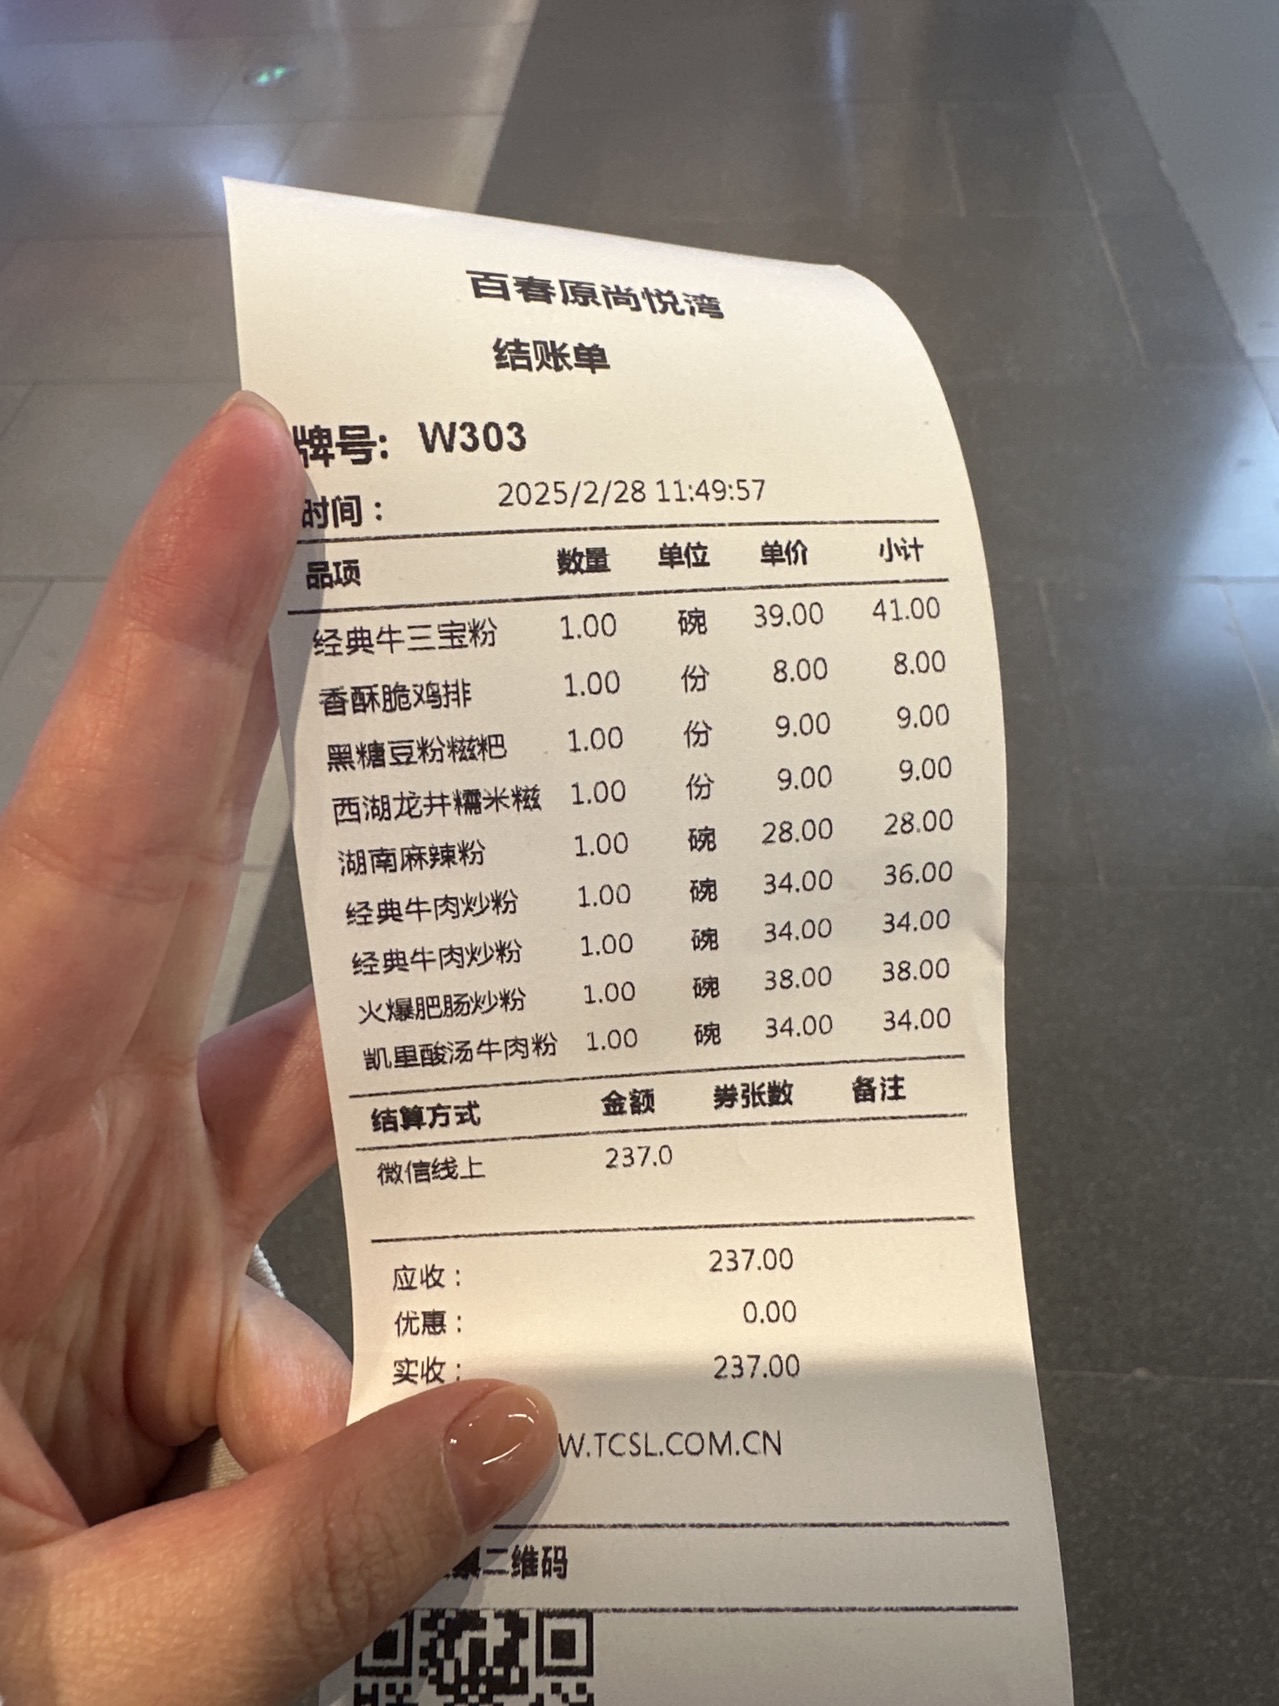 百春原尚悦湾
结账单
牌号: W303
时间： 2025/2/28 11:49:57
品项 数量 单位 单价 小计
经典牛三宝粉 1.00 碗 39.00 41.00
香酥脆鸡排 1.00 份 8.00 8.00
黑糖豆粉糍粑 1.00 份 9.00 9.00
西湖龙井糯米糍 1.00 份 9.00 9.00
湖南麻辣粉 1.00 碗 28.00 28.00
经典牛肉炒粉 1.00 碗 34.00 36.00
经典牛肉炒粉 1.00 碗 34.00 34.00
火爆肥肠炒粉 1.00 碗 38.00 38.00
凯里酸汤牛肉粉 1.00 碗 34.00 34.00
结算方式 金额 券张数 备注
微信线上 237.0
应收： 237.00
优惠： 0.00
实收： 237.00
W.TCSL.COM.CN
二维码